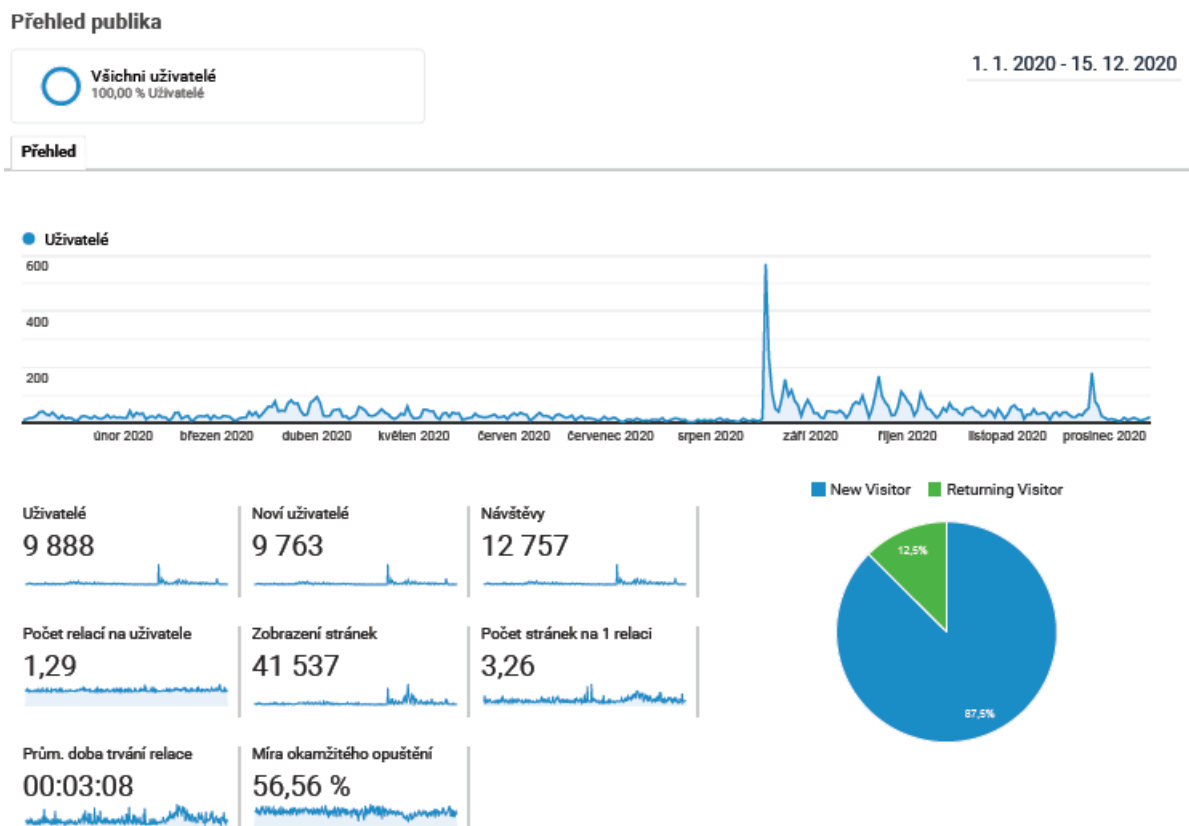 Přehled publika
Všichni uživatelé
100,00 % Uživatelé
1. 1. 2020 - 15. 12. 2020
Přehled
Uživatelé
600
400
200
únor 2020 březen 2020 duben 2020 květen 2020 červen 2020 červenec 2020 srpen 2020 září 2020 říjen 2020 listopad 2020 prosinec 2020
New Visitor Returning Visitor
Uživatelé Noví uživatelé Návštěvy
9 888 9 763 12 757
12,5%
Počet relací na uživatele Zobrazení stránek Počet stránek na 1 relaci
1,29 41 537 3,26
87,5%
Prům. doba trvání relace Míra okamžitého opuštění
00:03:08 56,56 %